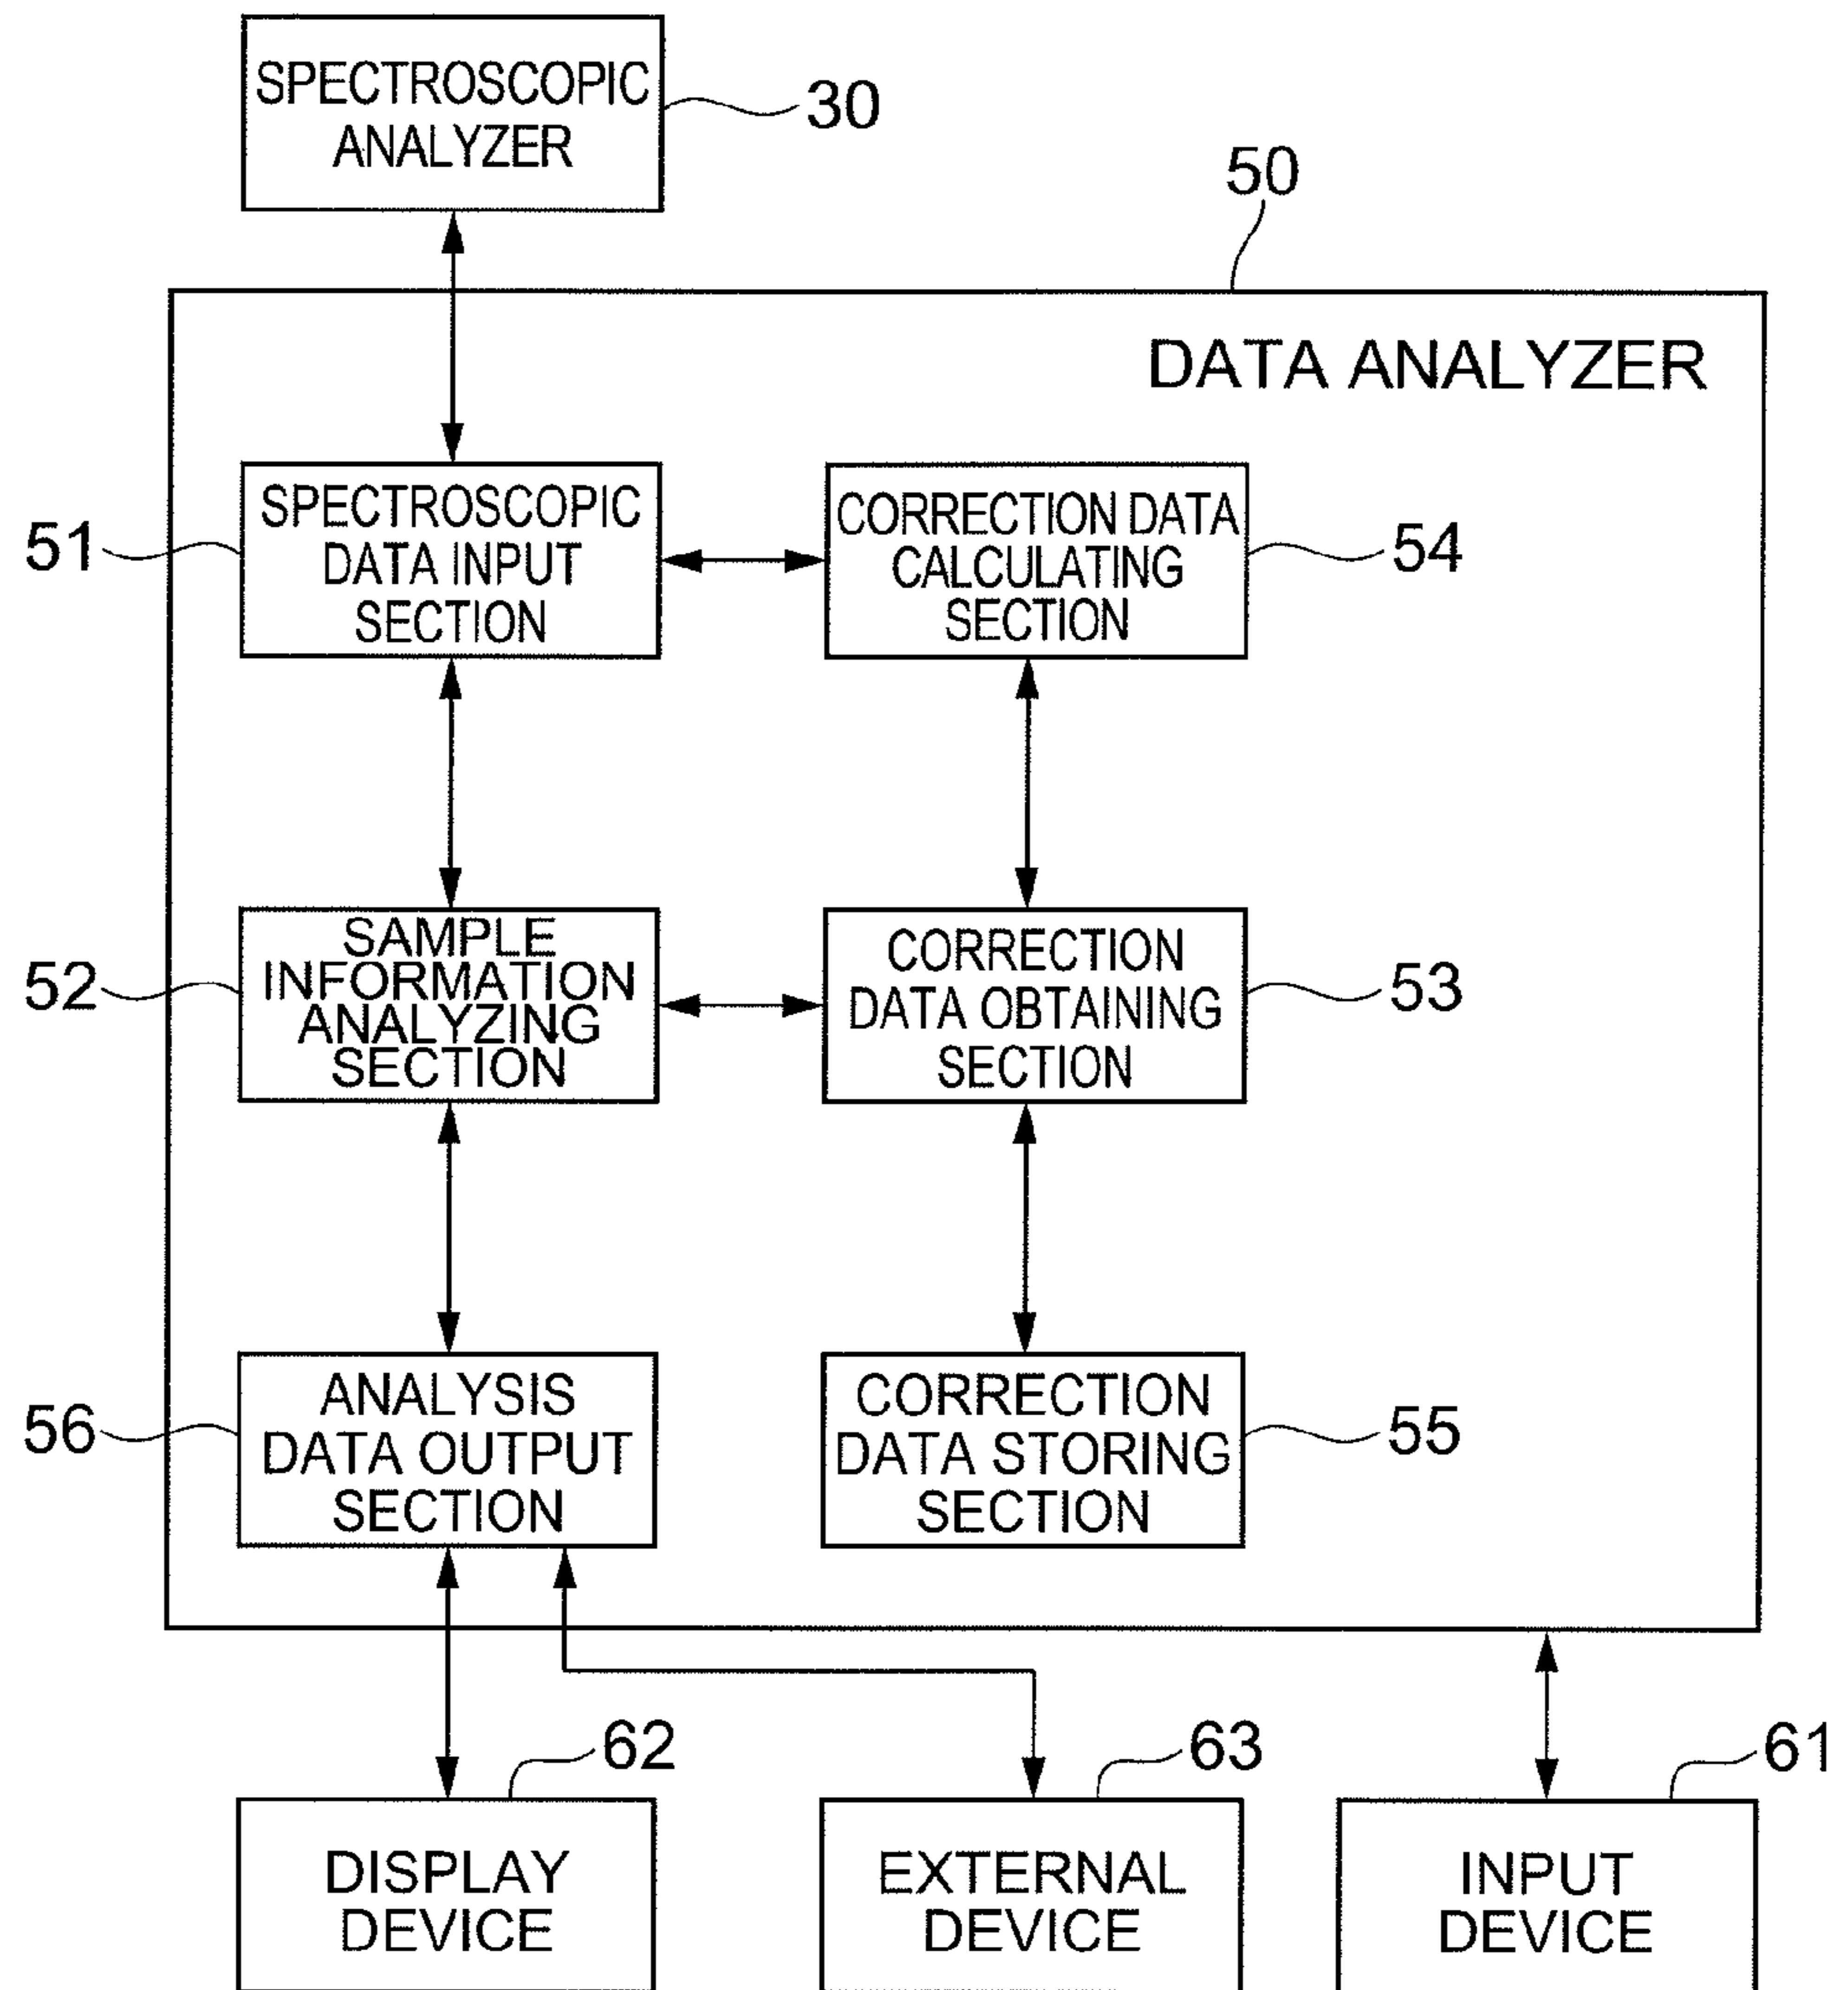 SPECTROSCOPIC
ANALYZER
30
50
DATA ANALYZER
51
SPECTROSCOPIC
DATA INPUT
SECTION
CORRECTION DATA
CALCULATING
SECTION
54
52
SAMPLE
INFORMATION
ANALYZING
SECTION
CORRECTION
DATA OBTAINING
SECTION
53
56
ANALYSIS
DATA OUTPUT
SECTION
CORRECTION
DATA STORING
SECTION
55
62
63
61
DISPLAY
DEVICE
EXTERNAL
DEVICE
INPUT
DEVICE